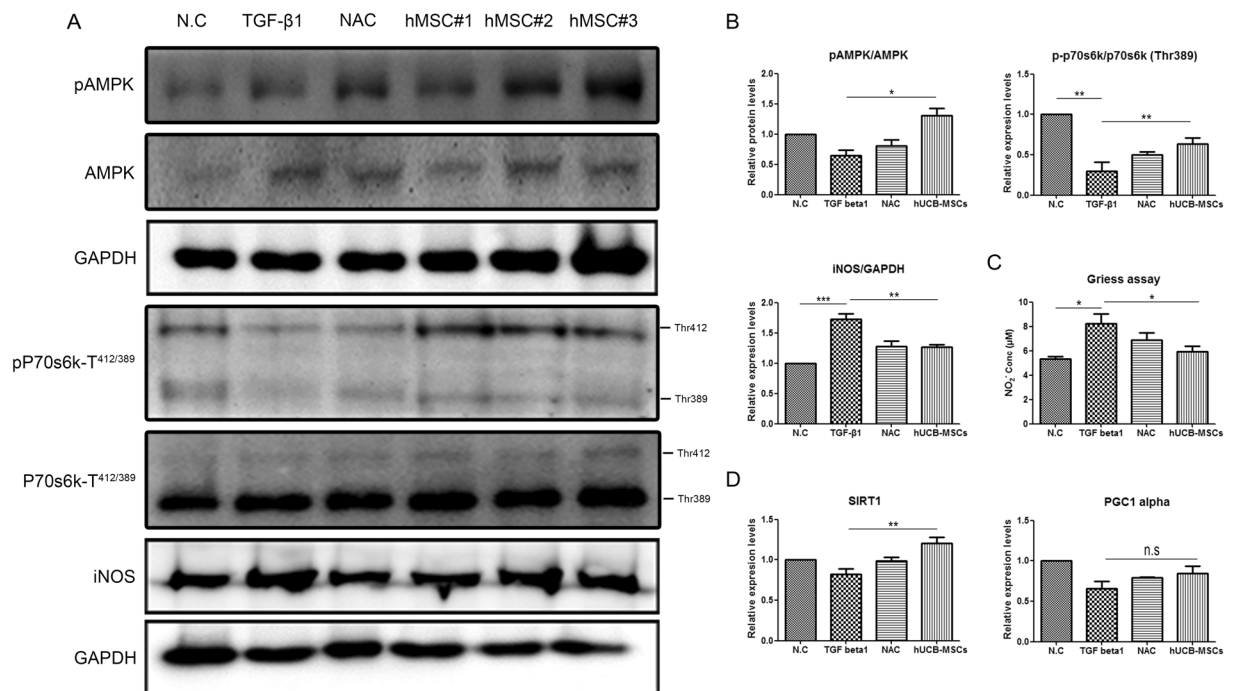 A
N.C TGF-β1 NAC hMSC#1 hMSC#2 hMSC#3
pAMPK
AMPK
GAPDH
pP70s6k-T412/389
Thr412
Thr389
P70s6k-T412/389
Thr412
Thr389
iNOS
GAPDH
B
pAMPK/AMPK
Relative protein levels
2.0
1.5
1.0
0.5
0.0
*
N.C TGF beta1 NAC hUCB-MSCs
p-p70s6k/p70s6k (Thr389)
Relative expresion levels
1.5
1.0
0.5
0.0
**
**
N.C TGF-β1 NAC hUCB-MSCs
iNOS/GAPDH
Relative expression levels
2.0
1.5
1.0
0.5
0.0
***
**
N.C TGF-β1 NAC hUCB-MSCs
C
Griess assay
NO2- Conc (μM)
10
8
6
4
2
0
*
*
N.C TGF beta1 NAC hUCB-MSCs
D
SIRT1
Relative expression levels
1.5
1.0
0.5
0.0
**
N.C TGF beta1 NAC hUCB-MSCs
PGC1 alpha
Relative expression levels
1.5
1.0
0.5
0.0
n.s
N.C TGF beta1 NAC hUCB-MSCs